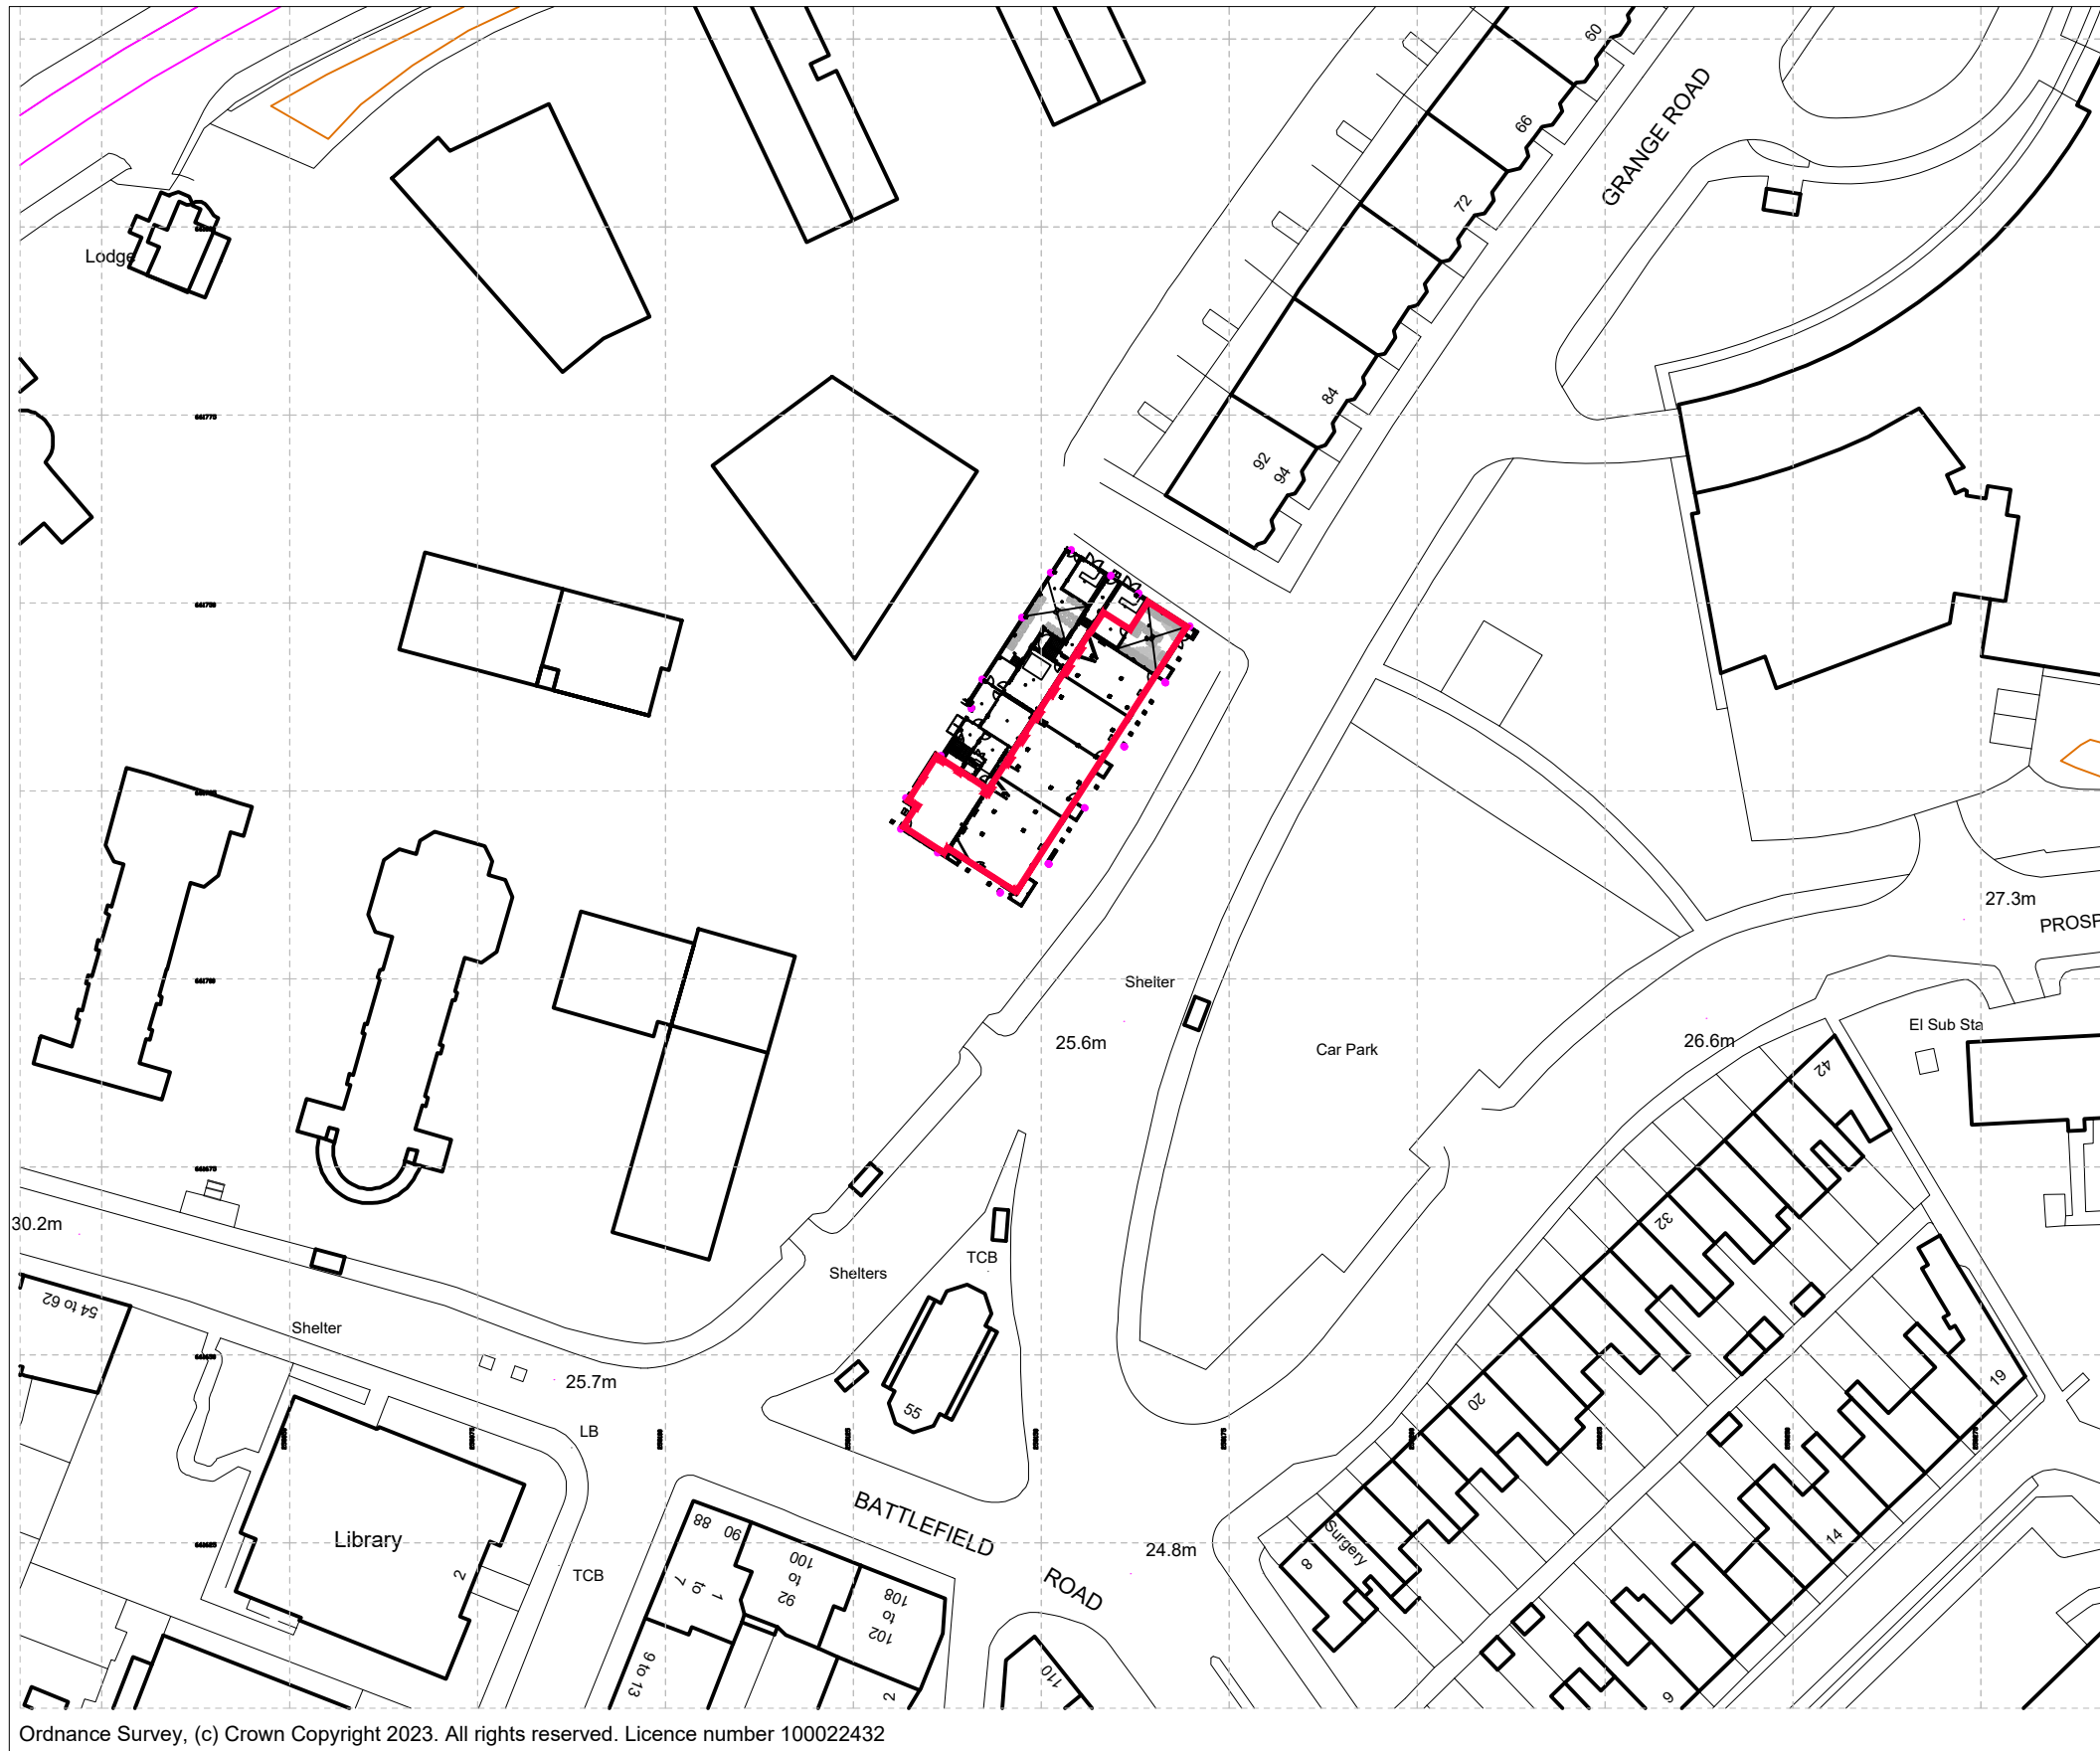 60
66
GRANGE ROAD
72
Lodge
84
92
94
27.3m
PROSP
Shelter
25.6m
Car Park
26.6m
El Sub Sta
42
30.2m
32
TCB
Shelters
54 to 62
Shelter
25.7m
20
19
55
LB
BATTLEFIELD
ROAD
Library
88
90
24.8m
Surgery
8
14
2
TCB
1
to
7
100
to
92
108
to
102
9 to 13
2
110
6
Ordnance Survey, (c) Crown Copyright 2023. All rights reserved. Licence number 100022432